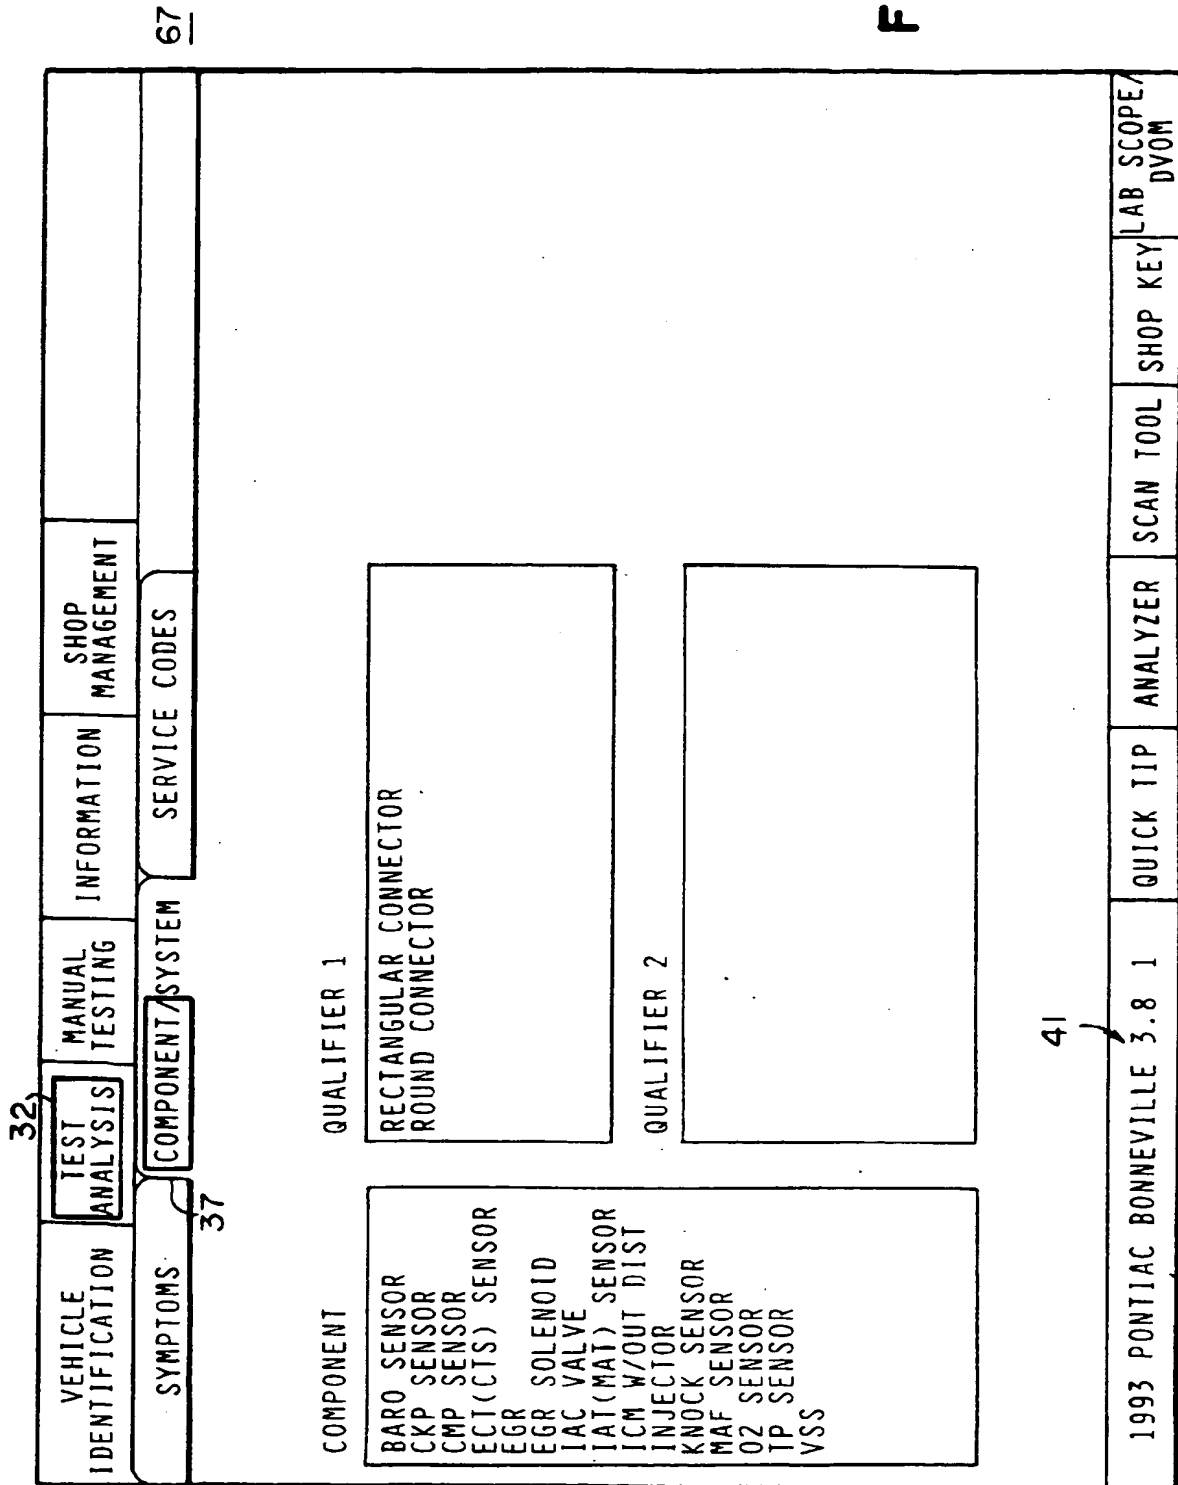 67
32
VEHICLE
IDENTIFICATION
TEST
ANALYSIS
MANUAL
TESTING
INFORMATION
SHOP
MANAGEMENT
SYMPTOMS
37
COMPONENT/SYSTEM
SERVICE CODES
COMPONENT
BARO SENSOR
CKP SENSOR
CMP SENSOR
ECT(CTS) SENSOR
EGR
EGR SOLENOID
IAC VALVE
IAT(MAT) SENSOR
ICM W/OUT DIST
INJECTOR
KNOCK SENSOR
MAF SENSOR
O2 SENSOR
TP SENSOR
VSS
QUALIFIER 1
RECTANGULAR CONNECTOR
ROUND CONNECTOR
QUALIFIER 2
41
1993 PONTIAC BONNEVILLE 3.8 1
QUICK TIP
ANALYZER
SCAN TOOL
SHOP KEY
LAB SCOPE/
DVOM
F